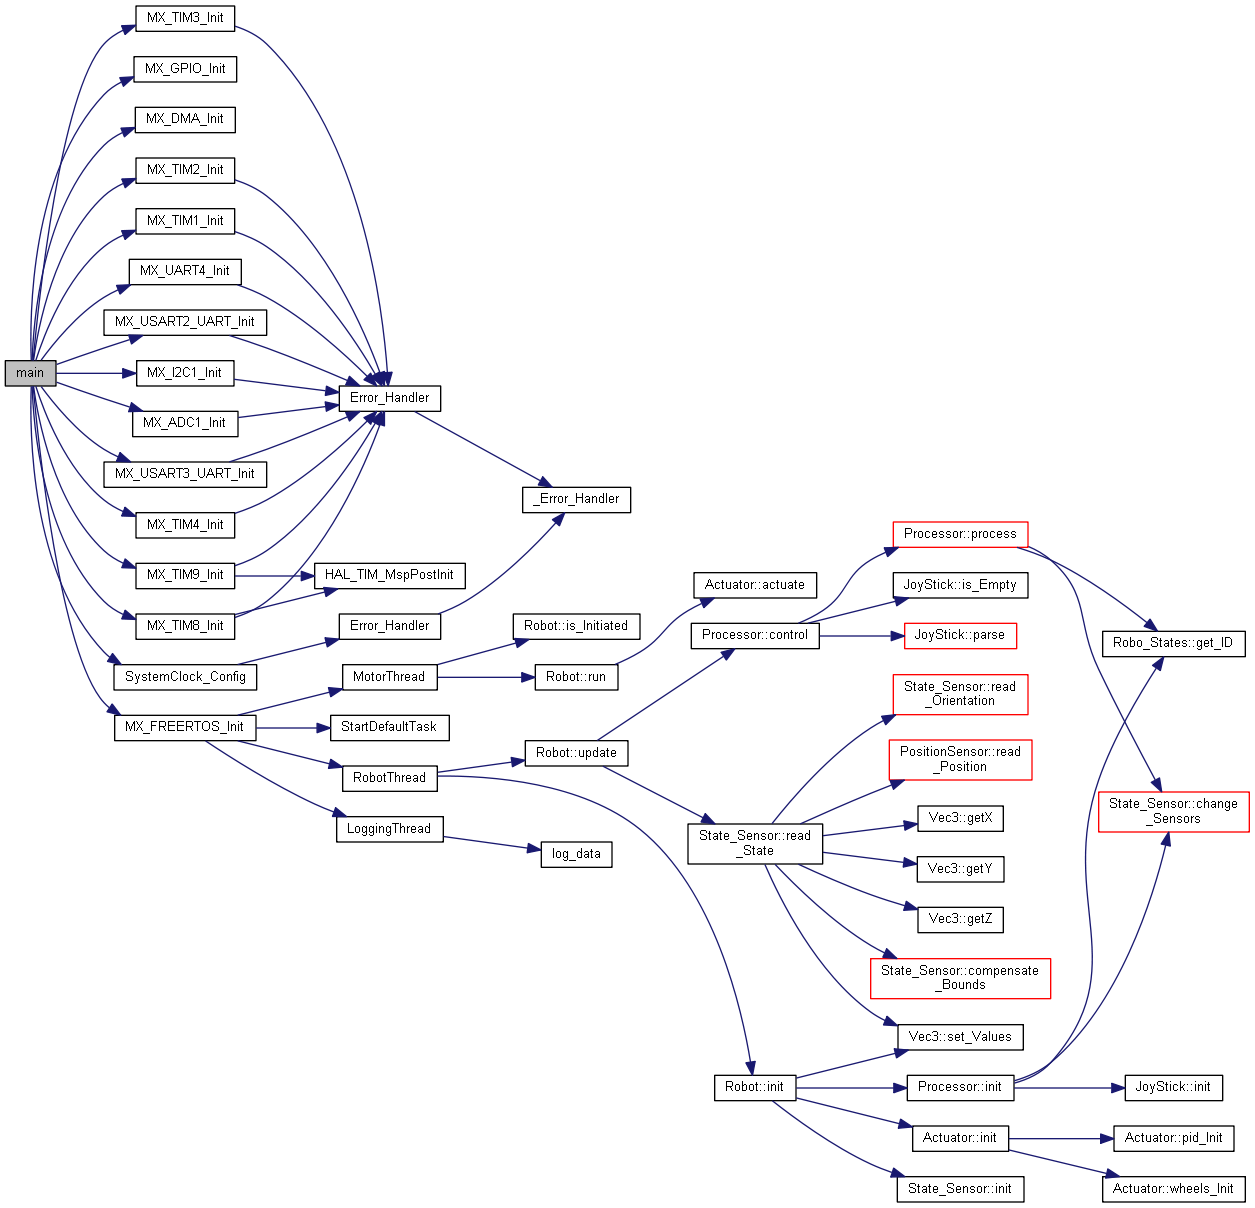 MX_TIM3_Init
MX_GPIO_Init
MX_DMA_Init
MX_TIM2_Init
MX_TIM1_Init
MX_UART4_Init
MX_USART2_UART_Init
main
MX_I2C1_Init
MX_ADC1_Init
MX_USART3_UART_Init
MX_TIM4_Init
MX_TIM9_Init
MX_TIM8_Init
SystemClock_Config
MX_FREERTOS_Init
Error_Handler
HAL_TIM_MspPostInit
Error_Handler
MotorThread
StartDefaultTask
RobotThread
LoggingThread
_Error_Handler
Robot::is_Initiated
Robot::run
Robot::update
log_data
Actuator::actuate
Processor::control
State_Sensor::read
_State
Robot::init
Processor::process
JoyStick::is_Empty
JoyStick::parse
State_Sensor::read
_Orientation
PositionSensor::read
_Position
Vec3::getX
Vec3::getY
Vec3::getZ
State_Sensor::compensate
_Bounds
Vec3::set_Values
Processor::init
Actuator::init
State_Sensor::init
Robo_States::get_ID
State_Sensor::change
_Sensors
JoyStick::init
Actuator::pid_Init
Actuator::wheels_Init